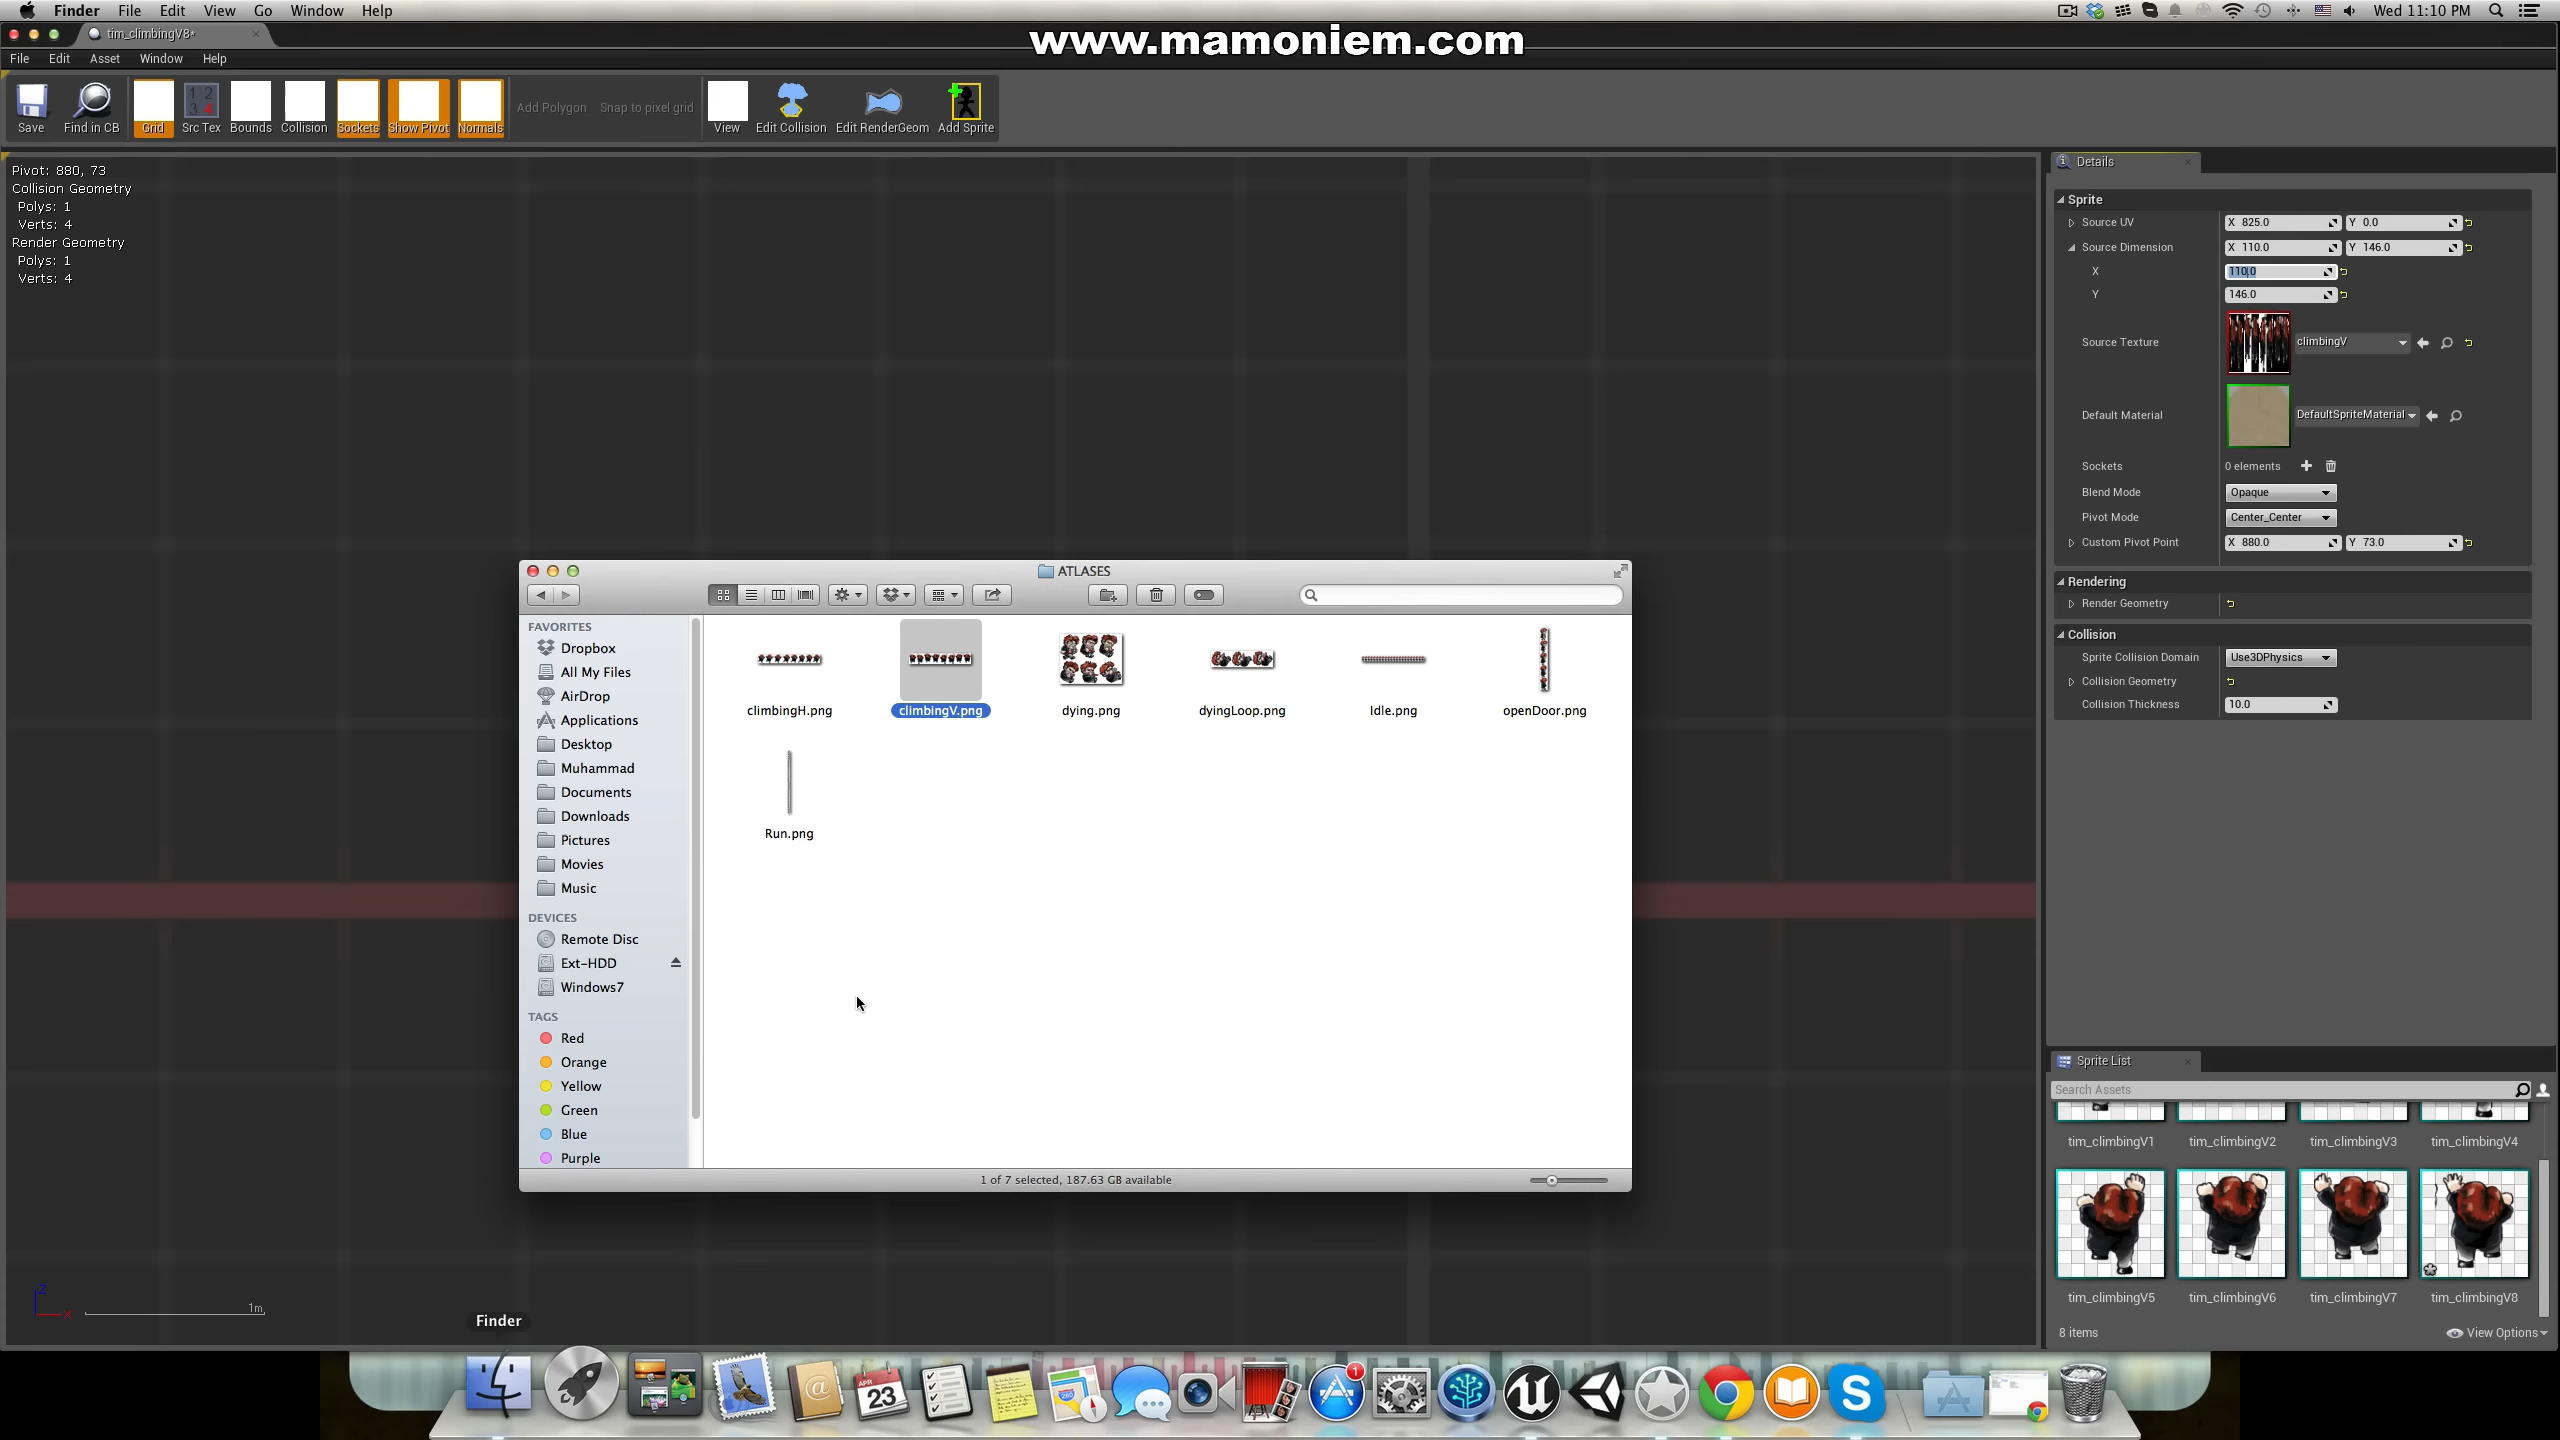 Finder File Edit View Go Window Help
Wed 11:10 PM
tim_climbingV8*
www.mamoniem.com
File Edit Asset Window Help
Save Find in CB Grid Src Tex Bounds Collision Sockets Show Pivot Normals Add Polygon Snap to pixel grid View Edit Collision Edit RenderGeom Add Sprite
Pivot: 880, 73
Collision Geometry
Polys: 1
Verts: 4
Render Geometry
Polys: 1
Verts: 4
Details
Sprite
Source UV X 825.0 Y 0.0
Source Dimension X 110.0 Y 146.0
X 110.0
Y 146.0
Source Texture climbingV
Default Material DefaultSpriteMaterial
Sockets 0 elements
Blend Mode Opaque
Pivot Mode Center_Center
Custom Pivot Point X 880.0 Y 73.0
Rendering
Render Geometry
Collision
Sprite Collision Domain Use3DPhysics
Collision Geometry
Collision Thickness 10.0
ATLASES
FAVORITES
Dropbox
All My Files
AirDrop
Applications
Desktop
Muhammad
Documents
Downloads
Pictures
Movies
Music
DEVICES
Remote Disc
Ext-HDD
Windows7
TAGS
Red
Orange
Yellow
Green
Blue
Purple
climbingH.png climbingV.png dying.png dyingLoop.png Idle.png openDoor.png
Run.png
1 of 7 selected, 187.63 GB available
Sprite List
Search Assets
tim_climbingV1 tim_climbingV2 tim_climbingV3 tim_climbingV4
tim_climbingV5 tim_climbingV6 tim_climbingV7 tim_climbingV8
8 items View Options
Z
X
1m
Finder
APR
23
1